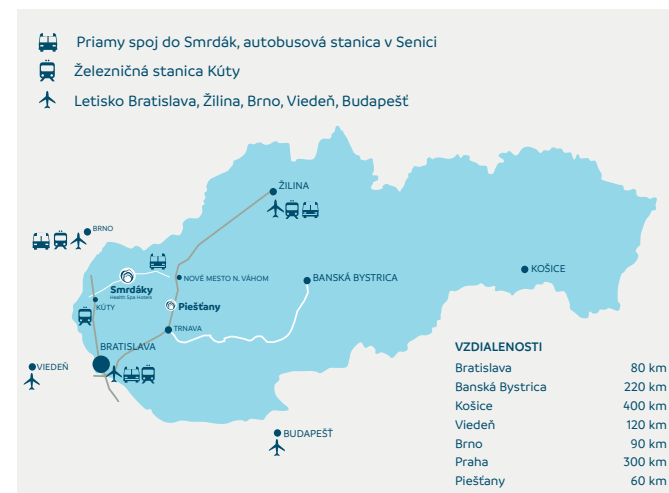 Priamy spoj do Smrdák, autobusová stanica v Senici
Železničná stanica Kúty
Letisko Bratislava, Žilina, Brno, Viedeň, Budapešť
ŽILINA
BRNO
Smrdáky
Health Spa Hotels
NOVÉ MESTO N. VÁHOM
BANSKÁ BYSTRICA
KOŠICE
KÚTY
Piešťany
TRNAVA
BRATISLAVA
VIEDEŇ
BUDAPEŠŤ
VZDIALENOSTI
Bratislava 80 km
Banská Bystrica 220 km
Košice 400 km
Viedeň 120 km
Brno 90 km
Praha 300 km
Piešťany 60 km